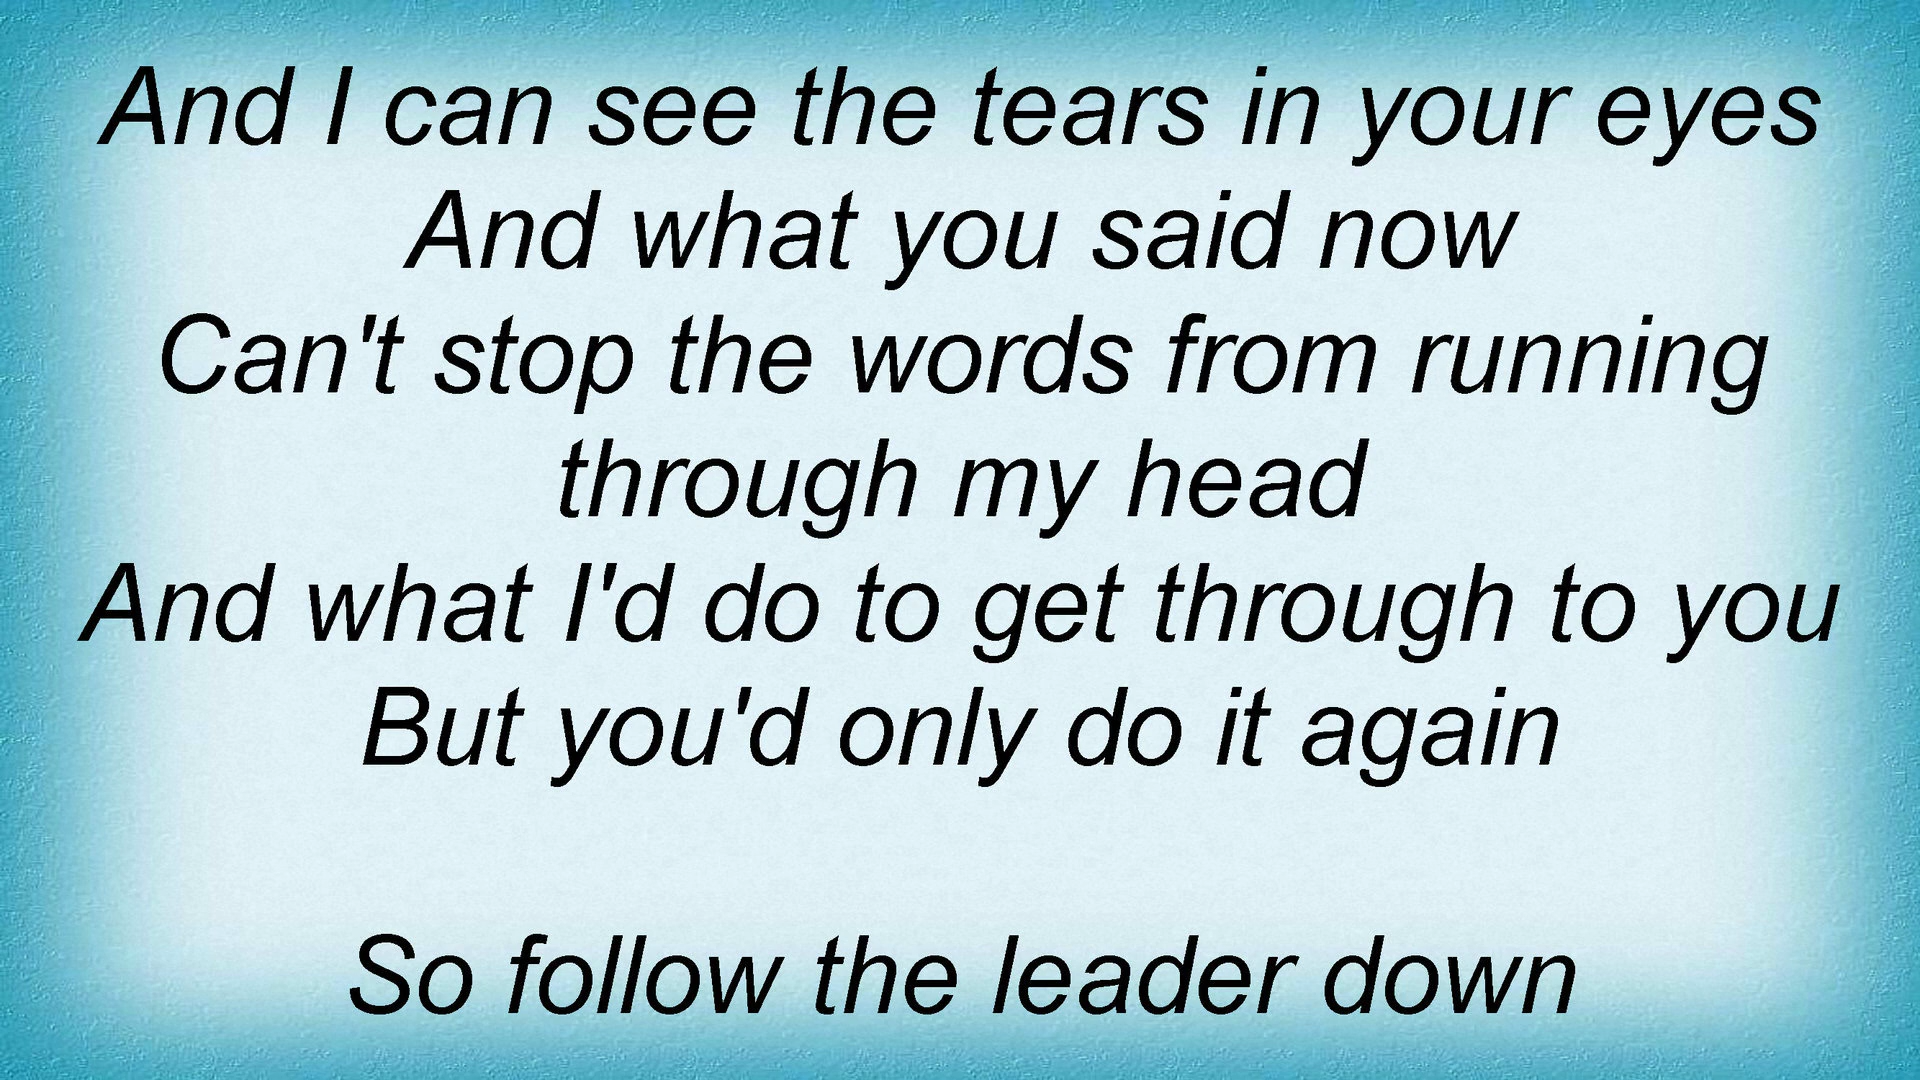 And I can see the tears in your eyes
And what you said now
Can't stop the words from running
through my head
And what I'd do to get through to you
But you'd only do it again
So follow the leader down